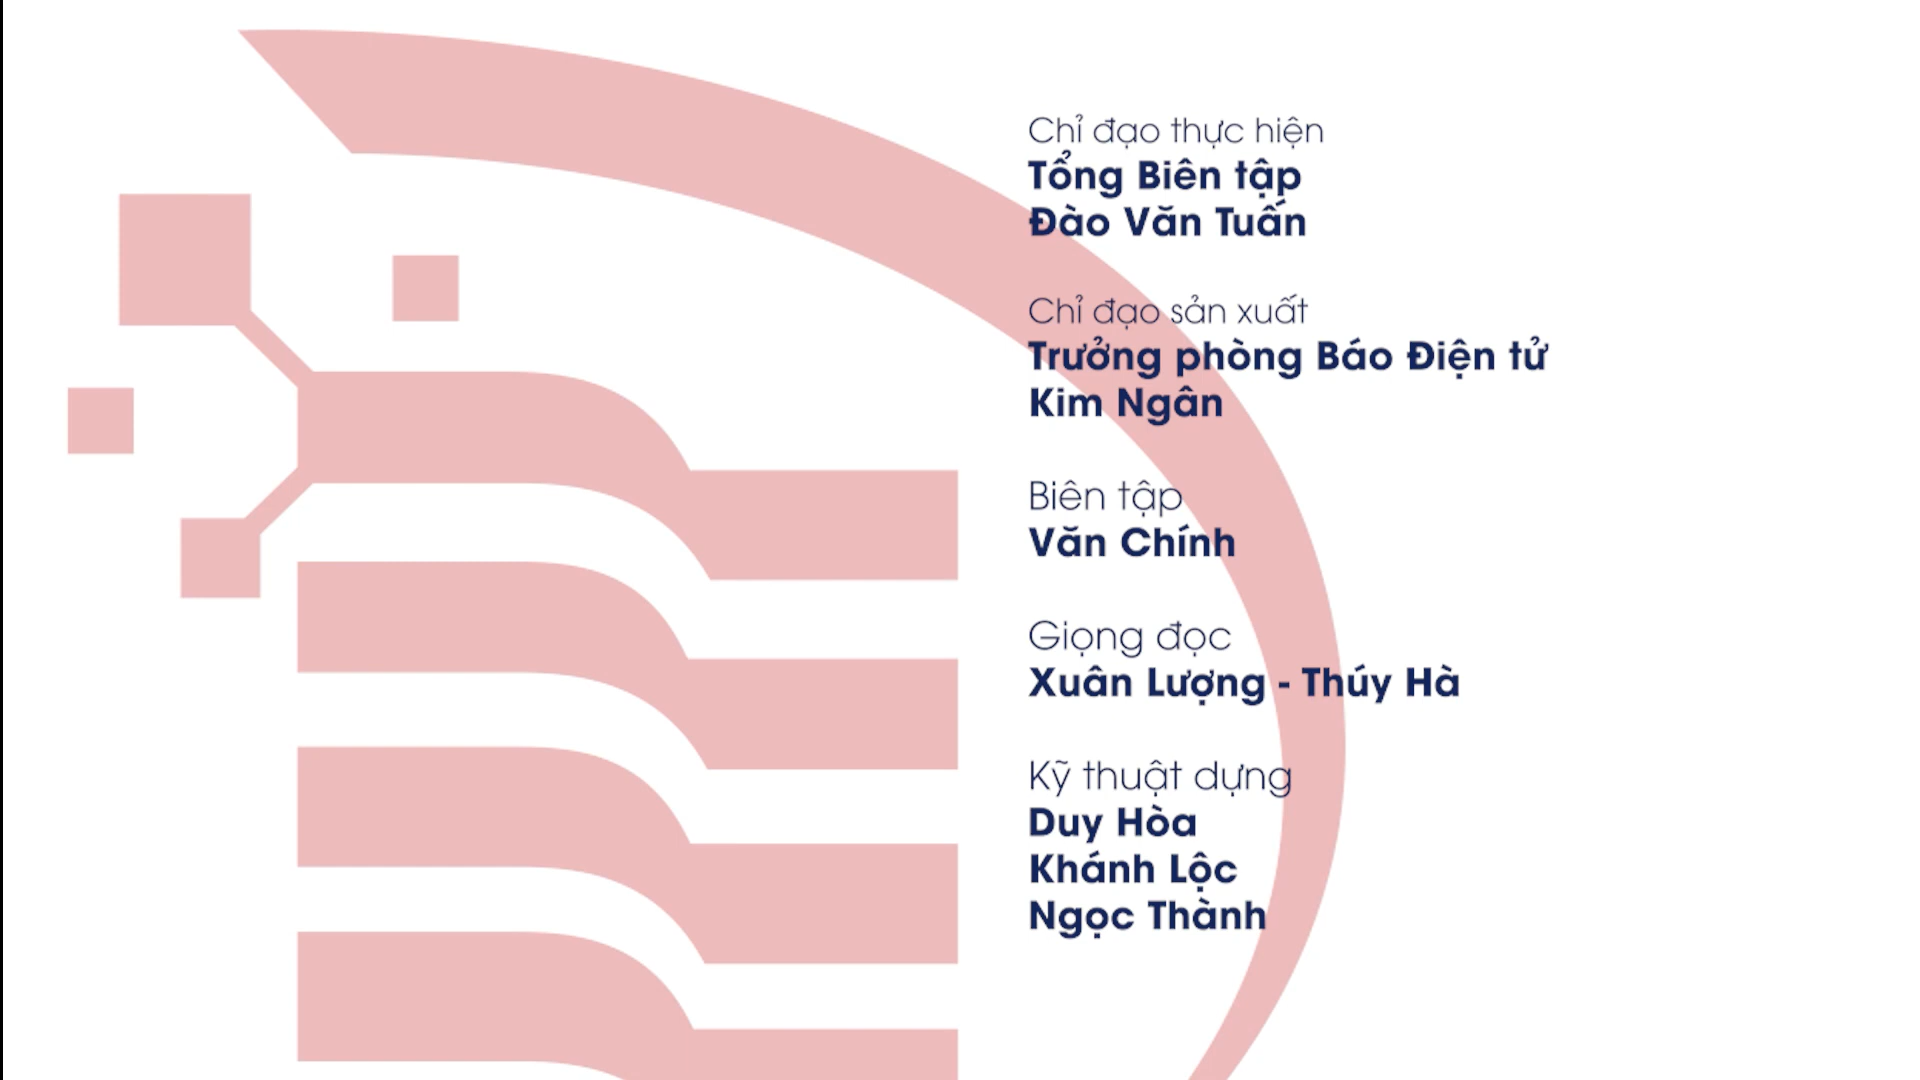 Chỉ đạo thực hiện
Tổng Biên tập
Đào Văn Tuấn
Chỉ đạo sản xuất
Trưởng phòng Báo Điện tử
Kim Ngân
Biên tập
Văn Chính
Giọng đọc
Xuân Lượng - Thúy Hà
Kỹ thuật dựng
Duy Hòa
Khánh Lộc
Ngọc Thành